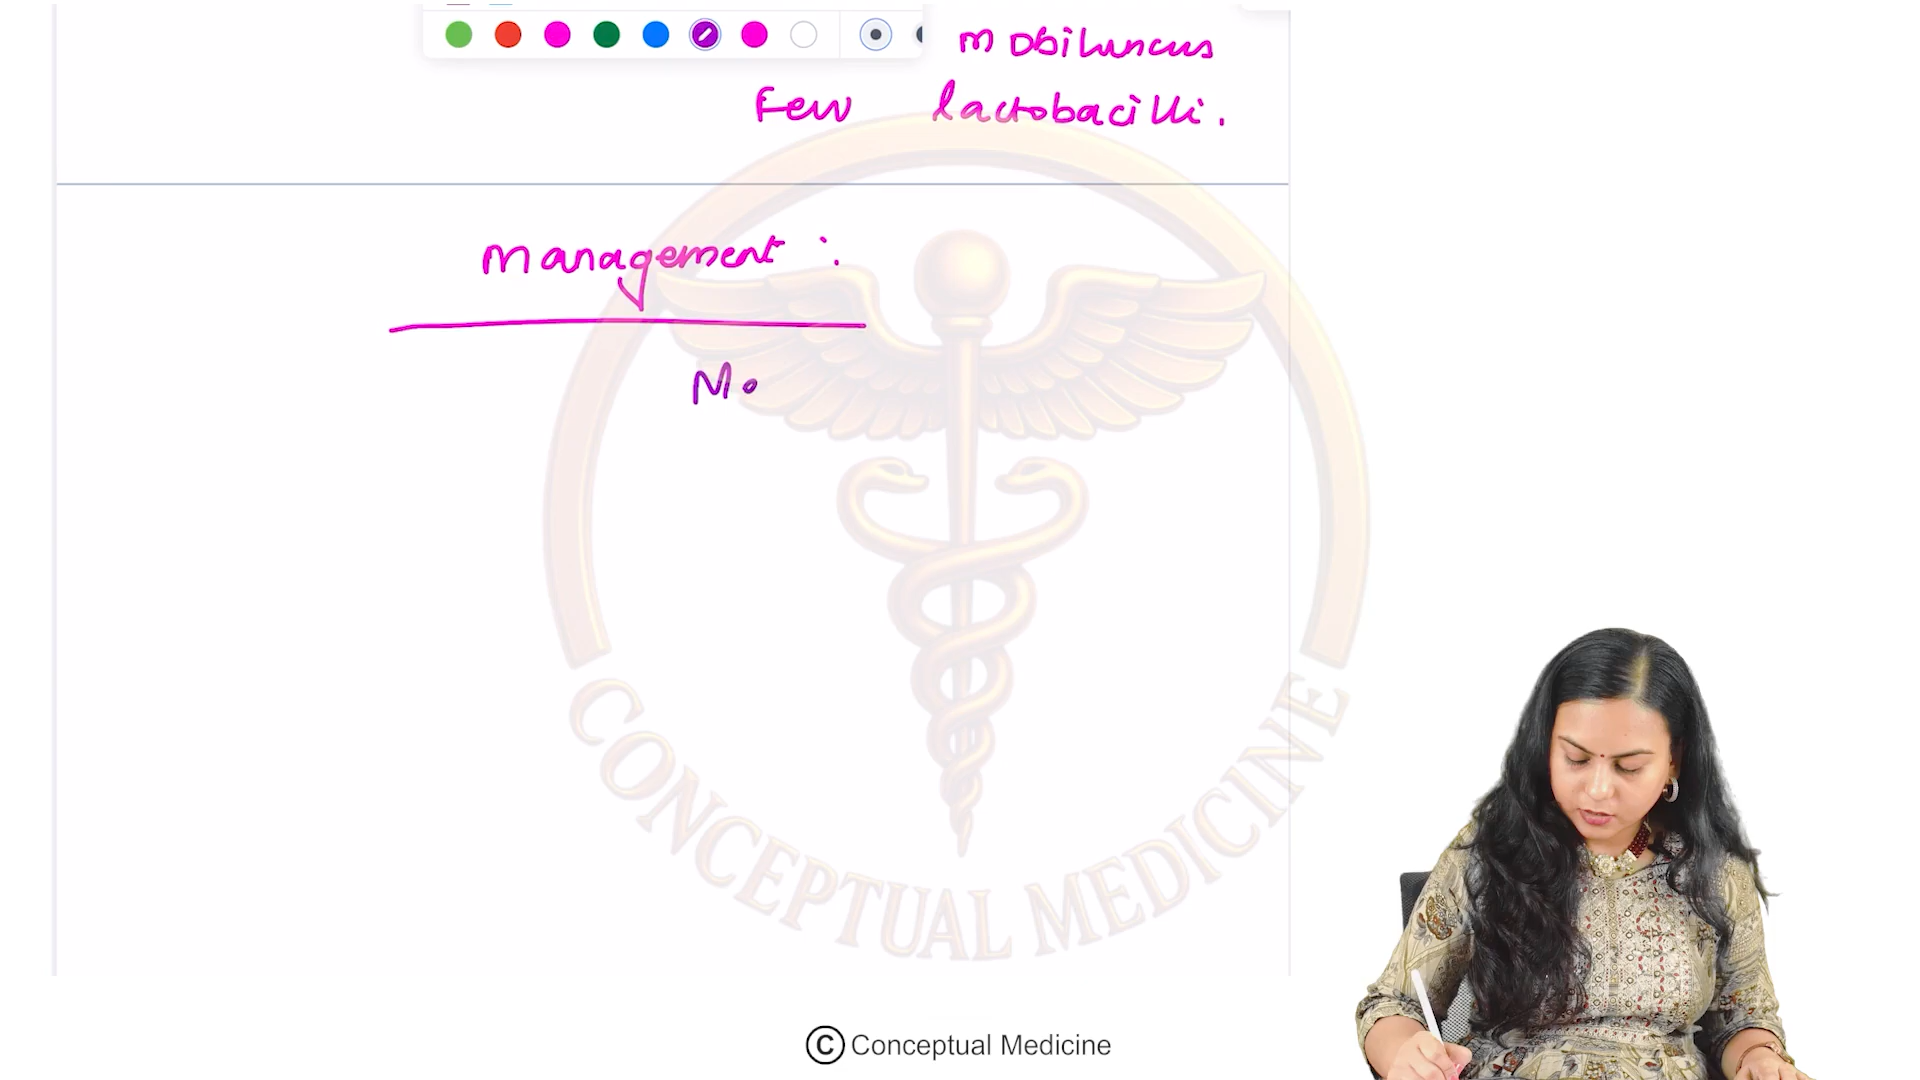 mobiluncus
Few lactobacilli.
Management :
Mo
CONCEPTUAL MEDICINE
© Conceptual Medicine